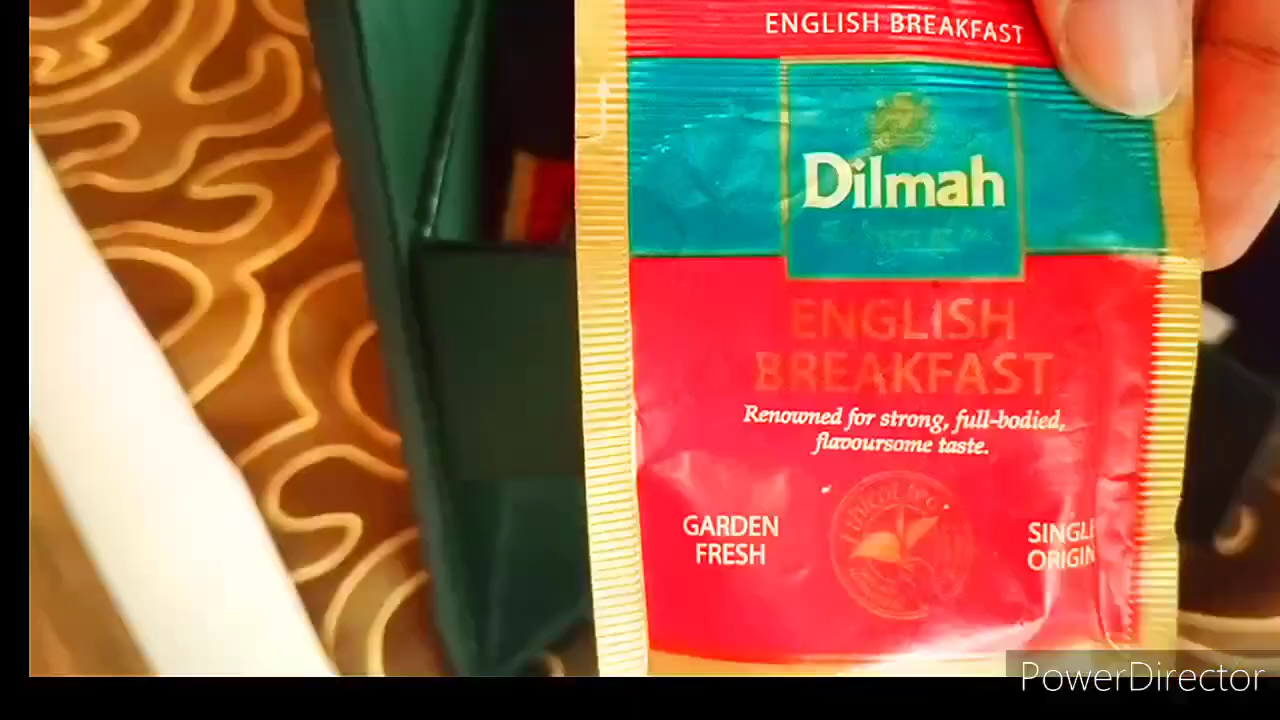 ENGLISH BREAKFAST
Dilmah
ENGLISH
BREAKFAST
Renowned for strong, full-bodied,
flavoursome taste.
GARDEN
FRESH
SINGLE
ORIGIN
PowerDirector